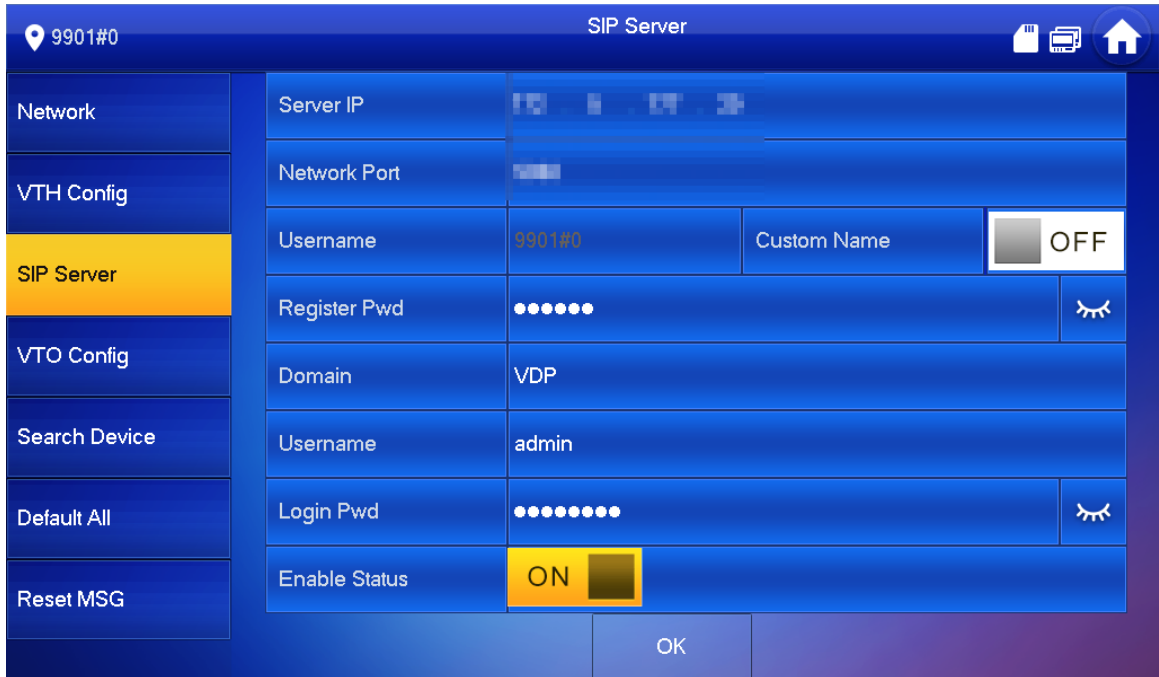 9901#0
SIP Server
Network
VTH Config
SIP Server
VTO Config
Search Device
Default All
Reset MSG
Server IP
Network Port
Username 9901#0 Custom Name OFF
Register Pwd
Domain VDP
Username admin
Login Pwd
Enable Status ON
OK